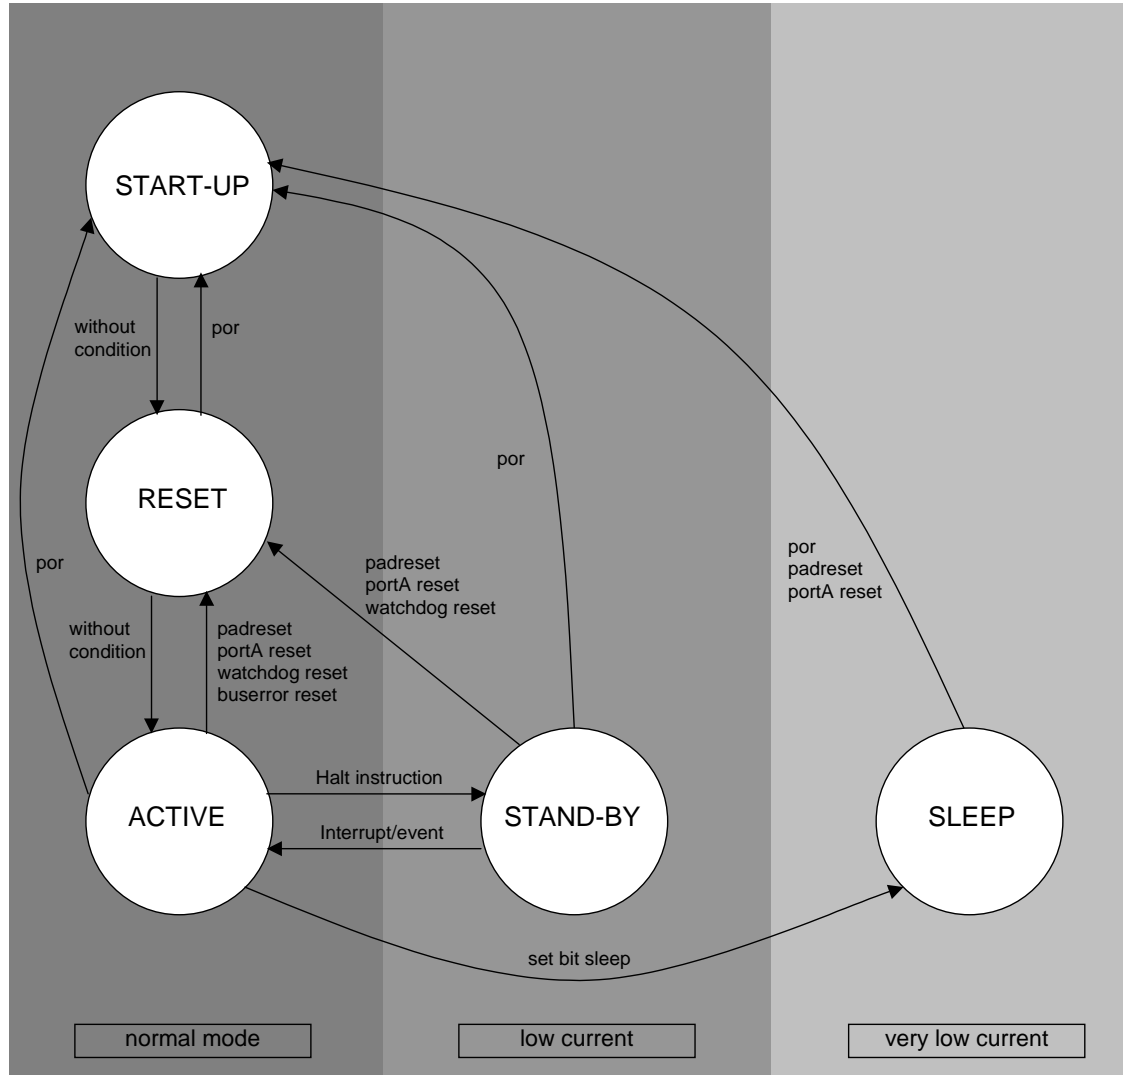 START-UP
without
condition
por
RESET
por
por
padreset
portA reset
watchdog reset
por
padreset
portA reset
without
condition
padreset
portA reset
watchdog reset
buserror reset
Halt instruction
ACTIVE
STAND-BY
SLEEP
Interrupt/event
set bit sleep
normal mode
low current
very low current